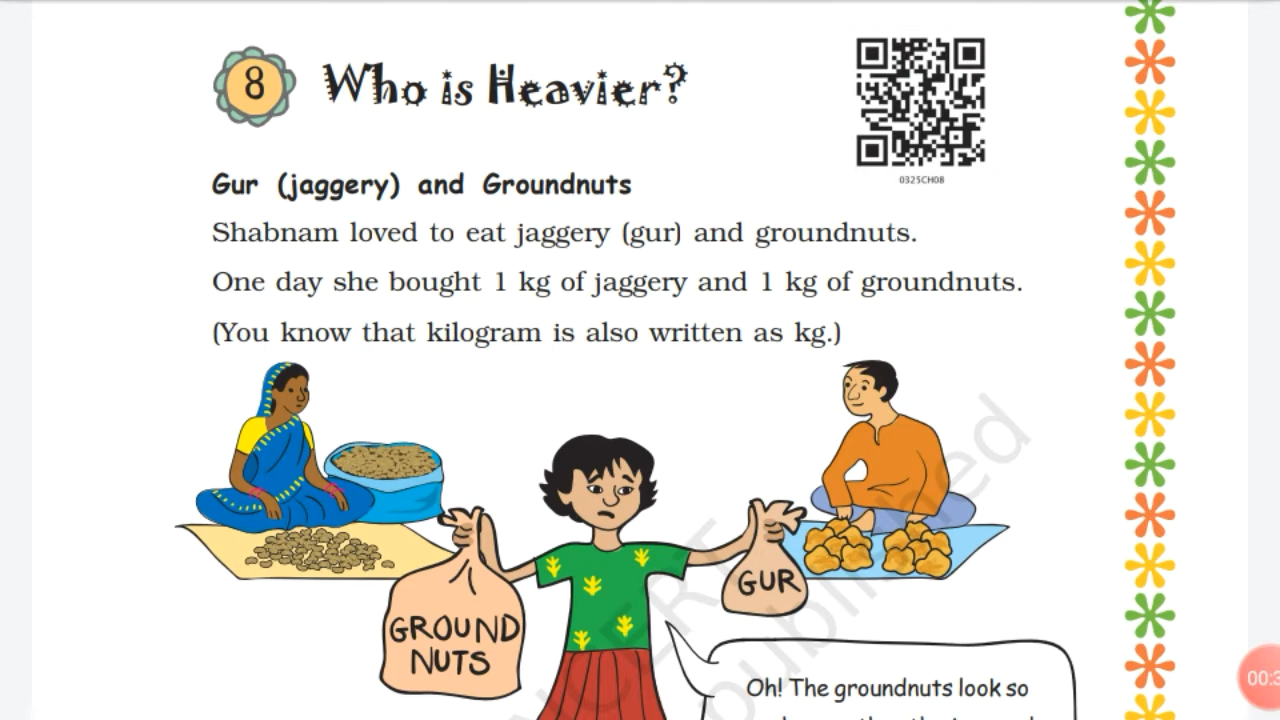 8 Who is Heavier?
0325CH08
Gur (jaggery) and Groundnuts
Shabnam loved to eat jaggery (gur) and groundnuts.
One day she bought 1 kg of jaggery and 1 kg of groundnuts.
(You know that kilogram is also written as kg.)
GROUND
NUTS
GUR
Oh! The groundnuts look so